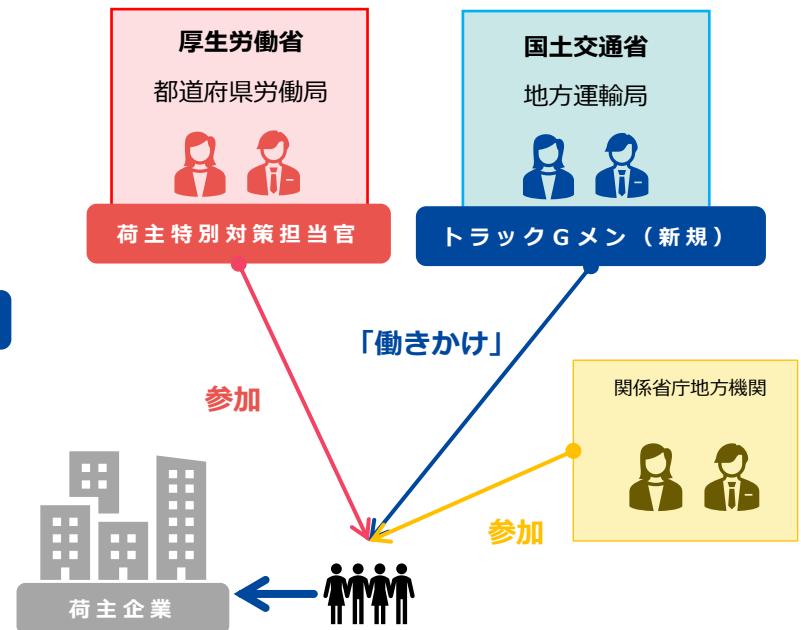 厚生労働省
都道府県労働局
荷主特別対策担当官
国土交通省
地方運輸局
トラックGメン（新規）
「働きかけ」
参加
関係省庁地方機関
参加
荷主企業